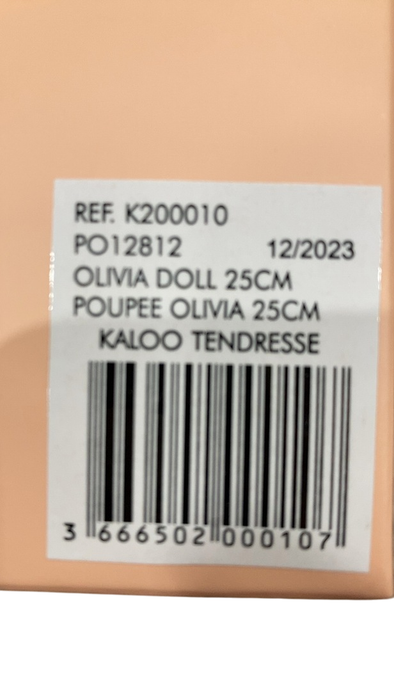 REF. K200010
PO12812 12/2023
OLIVIA DOLL 25CM
POUPEE OLIVIA 25CM
KALOO TENDRESSE
3 666502 000107